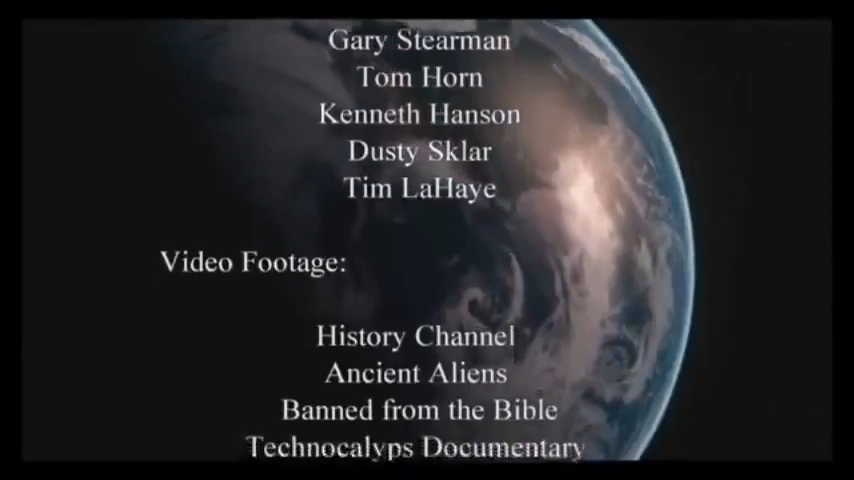 Gary Stearman
Tom Horn
Kenneth Hanson
Dusty Sklar
Tim LaHaye
Video Footage:
History Channel
Ancient Aliens
Banned from the Bible
Technocalyps Documentary